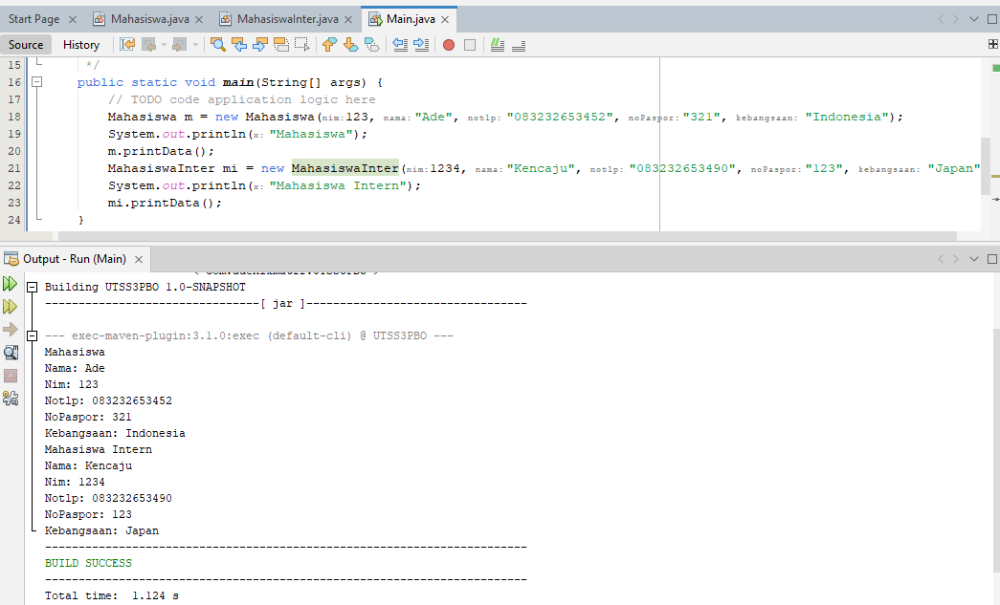 Start Page Mahasiswa.java MahasiswaInter.java Main.java
Source History
15 */
16 public static void main(String[] args) {
17 // TODO code application logic here
18 Mahasiswa m = new Mahasiswa(nim:123, nama:"Ade", notlp: "083232653452", noPaspor: "321", kebangsaan: "Indonesia");
19 System.out.println(x: "Mahasiswa");
20 m.printData();
21 MahasiswaInter mi = new MahasiswaInter(nim:1234, nama:"Kencaju", notlp: "083232653490", noPaspor: "123", kebangsaan: "Japan"
22 System.out.println(x: "Mahasiswa Intern");
23 mi.printData();
24 }
Output - Run (Main)
Building UTSS3PBO 1.0-SNAPSHOT
--------------------------------[ jar ]---------------------------------
--- exec-maven-plugin:3.1.0:exec (default-cli) @ UTSS3PBO ---
Mahasiswa
Nama: Ade
Nim: 123
Notlp: 083232653452
NoPaspor: 321
Kebangsaan: Indonesia
Mahasiswa Intern
Nama: Kencaju
Nim: 1234
Notlp: 083232653490
NoPaspor: 123
Kebangsaan: Japan
------------------------------------------------------------------------
BUILD SUCCESS
------------------------------------------------------------------------
Total time:  1.124 s